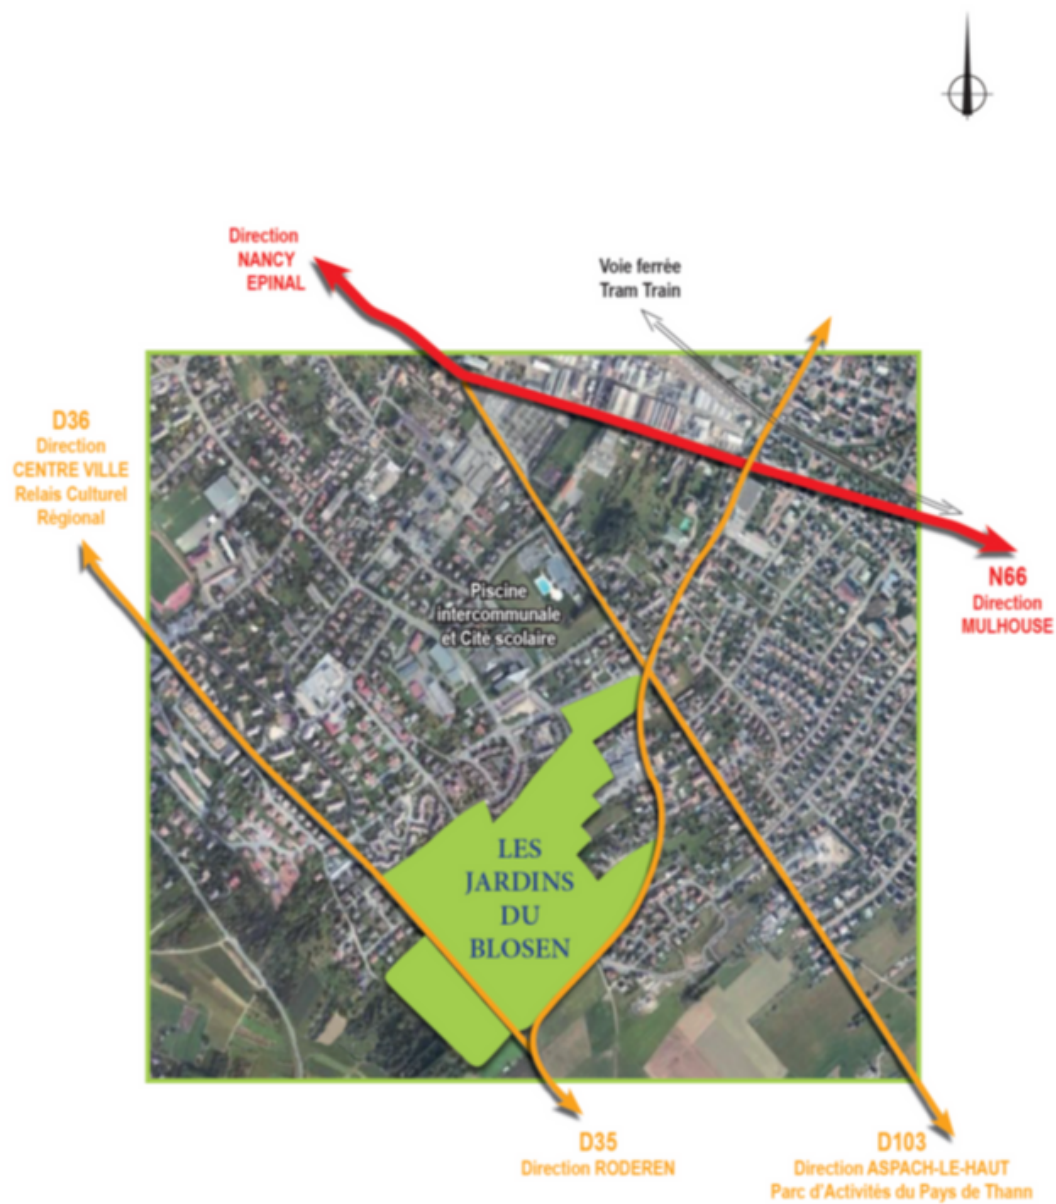 Direction
NANCY
EPINAL
Voie ferrée
Tram Train
D36
Direction
CENTRE VILLE
Relais Culturel
Régional
N66
Direction
MULHOUSE
Piscine
intercommunale
et Cité scolaire
LES
JARDINS
DU
BLOSEN
D35
Direction RODEREN
D103
Direction ASPACH-LE-HAUT
Parc d'Activités du Pays de Thann